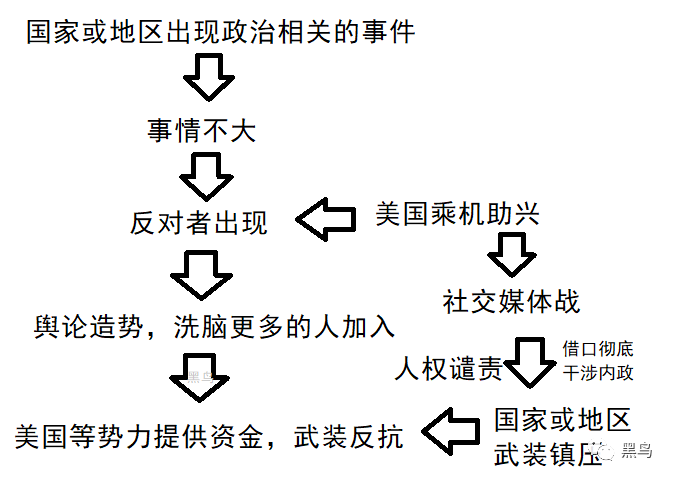 国家或地区出现政治相关的事件
事情不大
反对者出现
美国乘机助兴
社交媒体战
舆论造势，洗脑更多的人加入
人权谴责
借口彻底
干涉内政
黑鸟
美国等势力提供资金，武装反抗
国家或地区
武装镇压
黑鸟